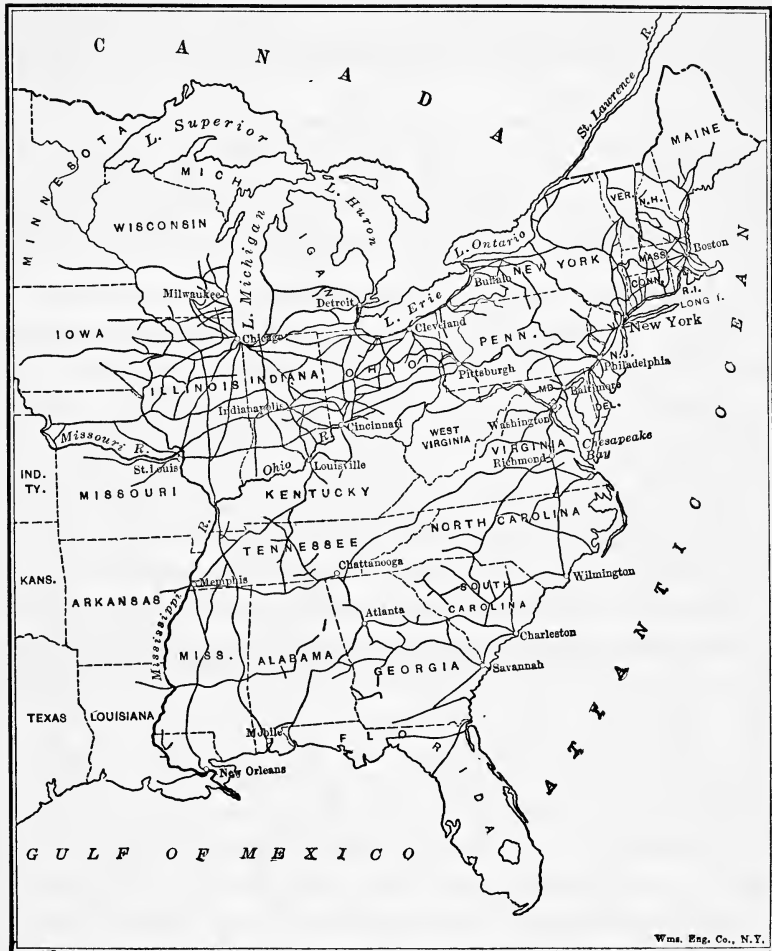 CANADA
St. Lawrence R.
MAINE
MINNESOTA
L. Superior
MICHIGAN
L. Huron
WISCONSIN
L. Michigan
VER.
N.H.
L. Ontario
NEW YORK
MASS.
Boston
CONN.
R.I.
LONG I.
Milwaukee
Detroit
L. Erie
Buffalo
Cleveland
New York
IOWA
Chicago
PENN.
N.J.
Philadelphia
ILLINOIS
INDIANA
OHIO
Pittsburgh
MD.
Baltimore
DEL.
Indianapolis
Cincinnati
WEST
VIRGINIA
Washington
Chesapeake
Bay
Missouri R.
St. Louis
Ohio R.
Louisville
VIRGINIA
Richmond
IND.
TY.
MISSOURI
KENTUCKY
NORTH CAROLINA
TENNESSEE
Chattanooga
KANS.
Memphis
ARKANSAS
SOUTH
CAROLINA
Wilmington
Mississippi R.
Atlanta
Charleston
MISS.
ALABAMA
GEORGIA
Savannah
TEXAS
LOUISIANA
Mobile
FLORIDA
New Orleans
ATLANTIC OCEAN
GULF OF MEXICO
Wms. Eng. Co., N.Y.